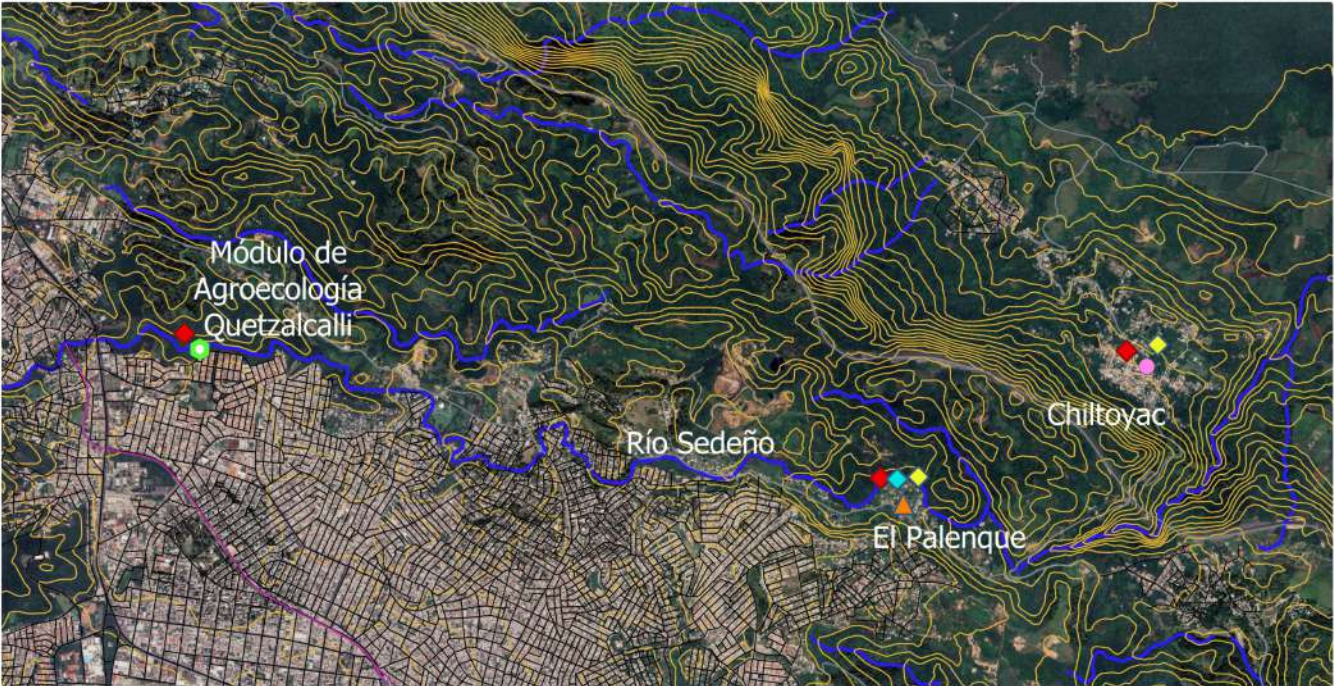 Módulo de
Agroecología
Quetzalcalli
Río Sedeño
Chiltoyac
El Palenque